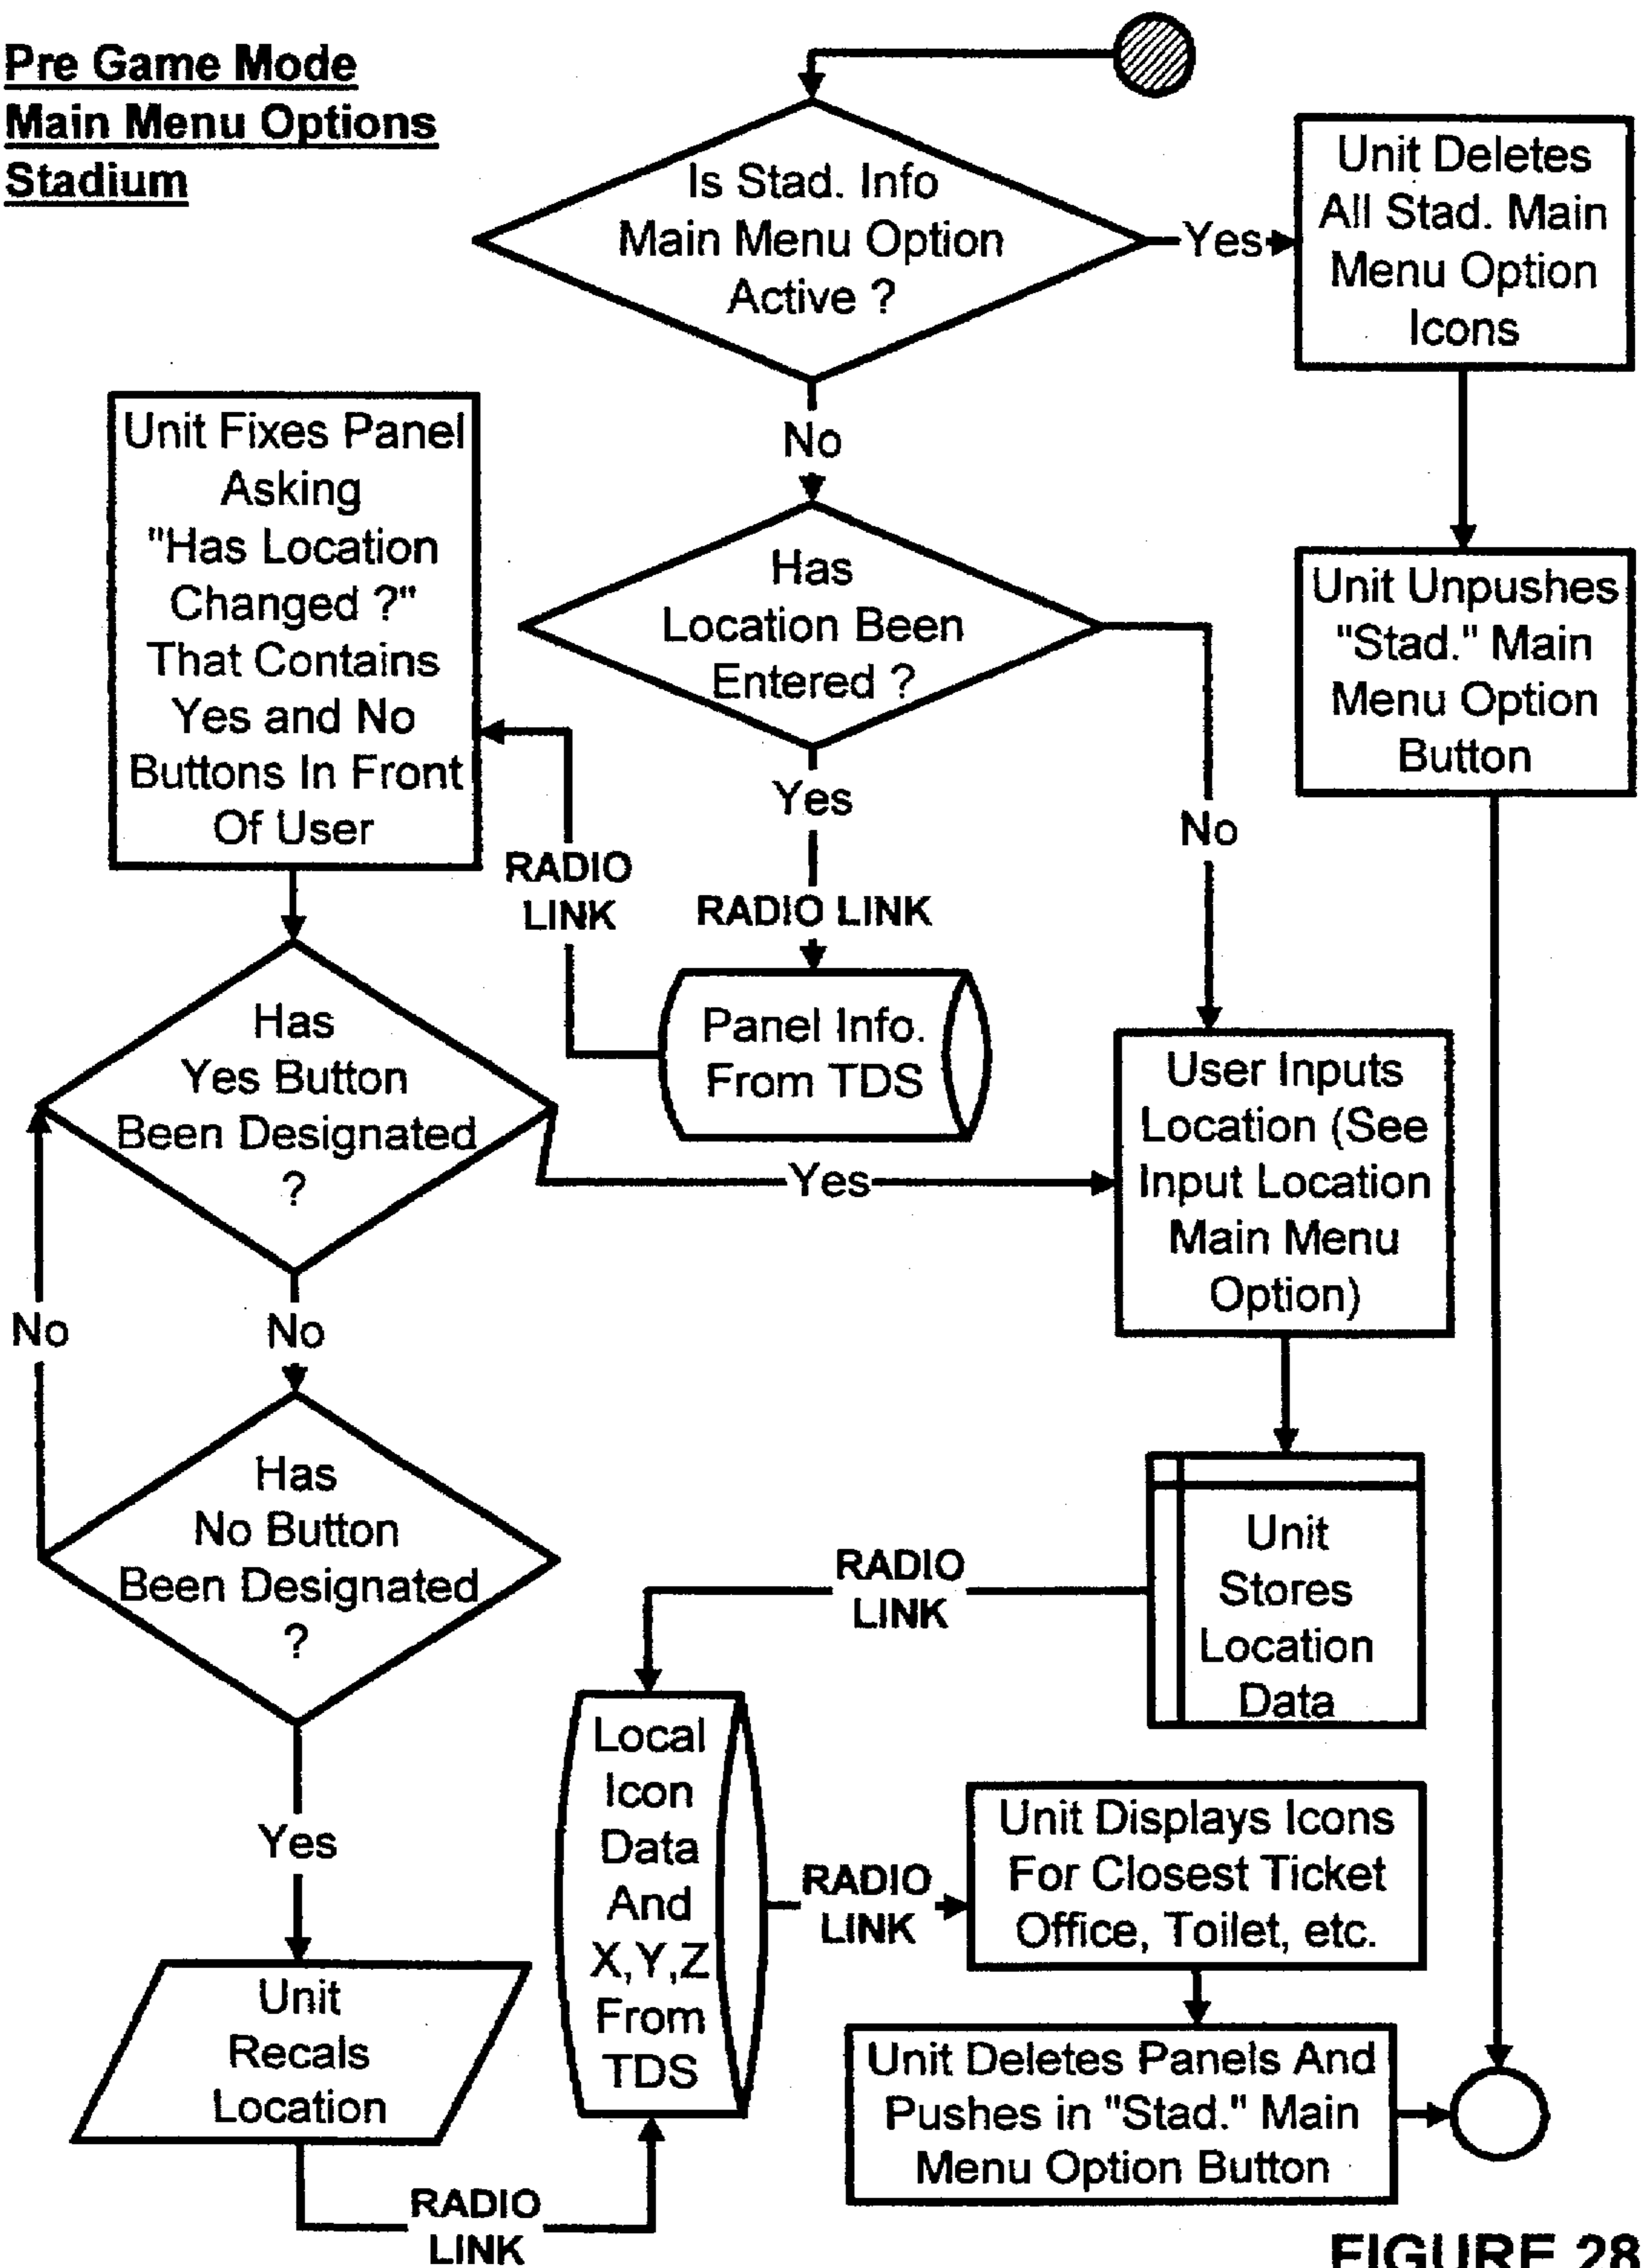 Pre Game Mode
Main Menu Options
Stadium
Is Stad. Info
Main Menu Option
Active ?
Yes
Unit Deletes
All Stad. Main
Menu Option
Icons
No
Unit Unpushes
"Stad." Main
Menu Option
Button
Has
Location Been
Entered ?
Yes
No
RADIO LINK
Panel Info.
From TDS
RADIO
LINK
Unit Fixes Panel
Asking
"Has Location
Changed ?"
That Contains
Yes and No
Buttons In Front
Of User
Has
Yes Button
Been Designated
?
Yes
User Inputs
Location (See
Input Location
Main Menu
Option)
No
No
Has
No Button
Been Designated
?
Unit
Stores
Location
Data
RADIO
LINK
Yes
Unit
Recals
Location
RADIO
LINK
Local
Icon
Data
And
X,Y,Z
From
TDS
RADIO
LINK
Unit Displays Icons
For Closest Ticket
Office, Toilet, etc.
Unit Deletes Panels And
Pushes in "Stad." Main
Menu Option Button
FIGURE 28